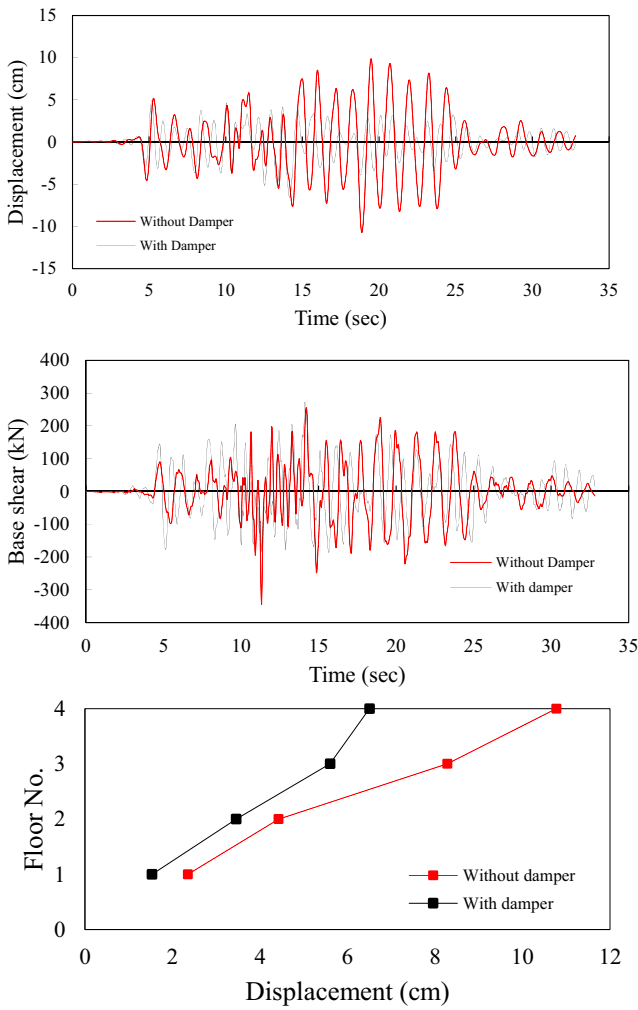 15
10
5
0
-5
-10
-15
Displacement (cm)
Without Damper
With Damper
0 5 10 15 20 25 30 35
Time (sec)
400
300
200
100
0
-100
-200
-300
-400
Base shear (kN)
Without Damper
With damper
0 5 10 15 20 25 30 35
Time (sec)
4
3
2
1
0
Floor No.
Without damper
With damper
0 2 4 6 8 10 12
Displacement (cm)